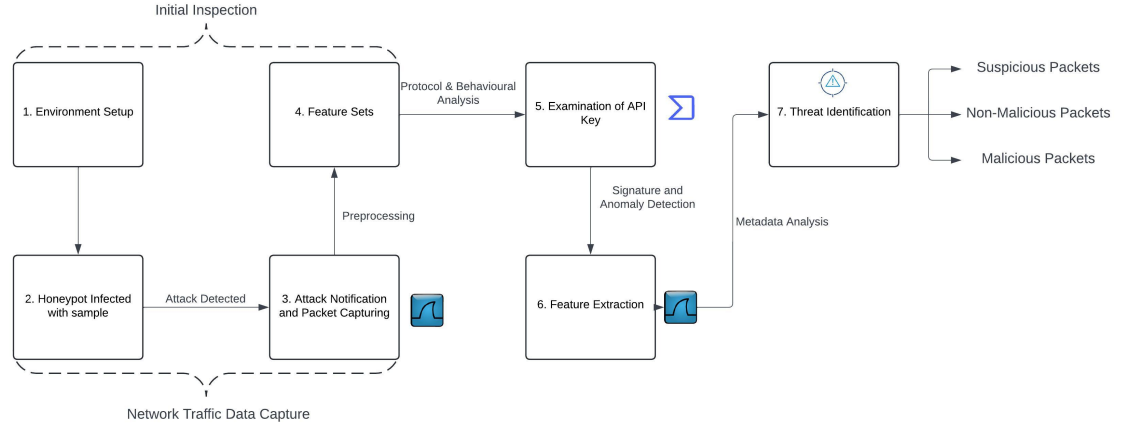 Initial Inspection
1. Environment Setup
4. Feature Sets
Protocol & Behavioural
Analysis
5. Examination of API
Key
7. Threat Identification
Suspicious Packets
Non-Malicious Packets
Malicious Packets
Preprocessing
Signature and
Anomaly Detection
Metadata Analysis
2. Honeypot Infected
with sample
Attack Detected
3. Attack Notification
and Packet Capturing
6. Feature Extraction
Network Traffic Data Capture